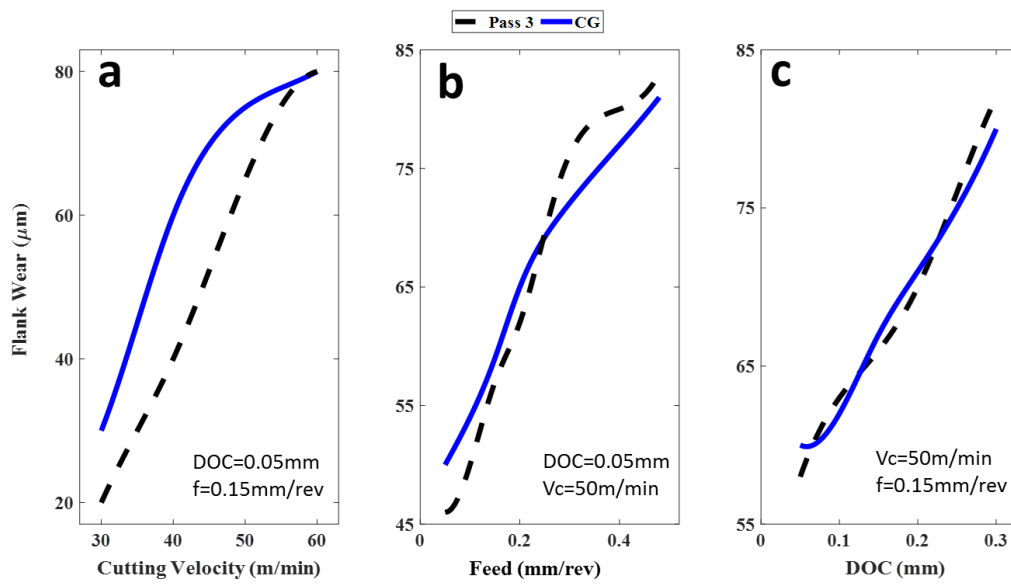 Pass 3 CG
a
b
c
Flank Wear (μm)
80
60
40
20
30
40
50
60
Cutting Velocity (m/min)
DOC=0.05mm
f=0.15mm/rev
85
75
65
55
45
0
0.2
0.4
Feed (mm/rev)
DOC=0.05mm
Vc=50m/min
85
75
65
55
0
0.1
0.2
0.3
DOC (mm)
Vc=50m/min
f=0.15mm/rev